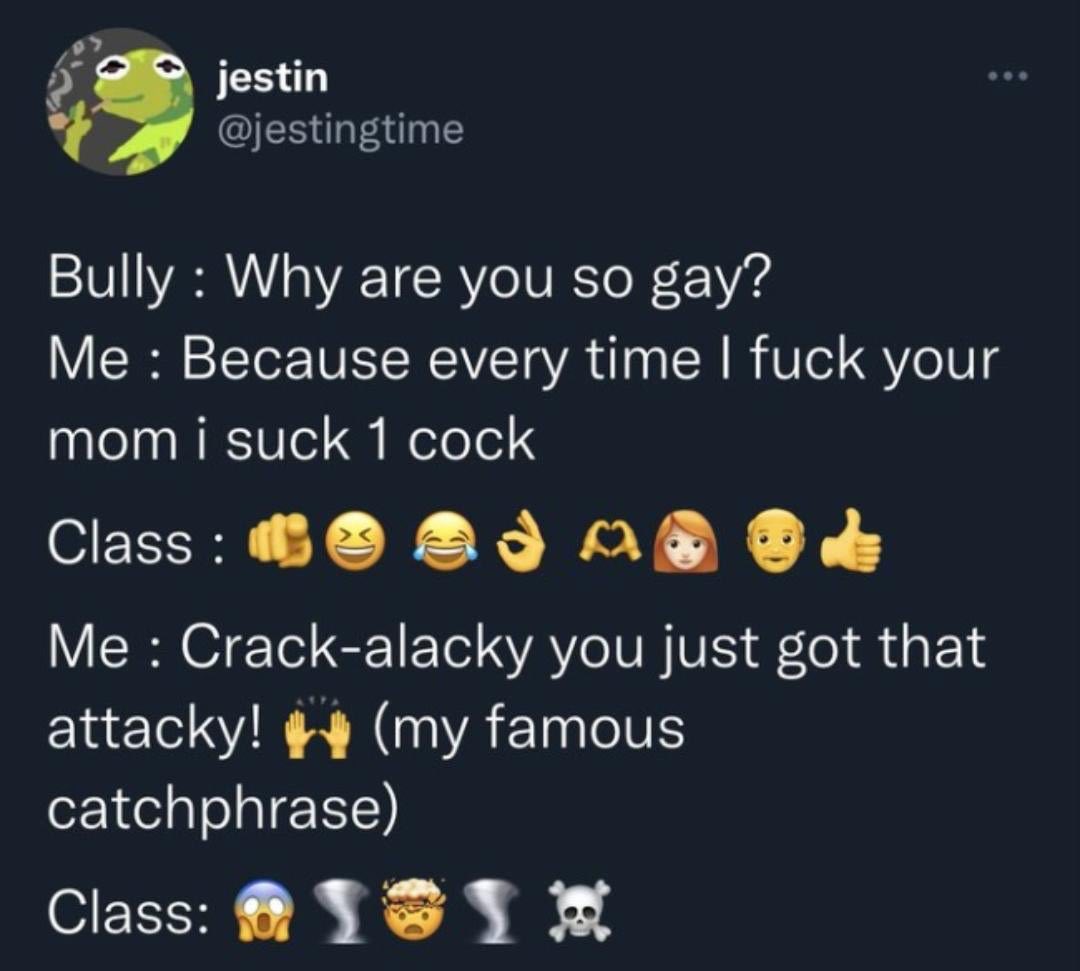 jestin
@jestingtime
Bully : Why are you so gay?
Me : Because every time I fuck your
mom i suck 1 cock
Class : 🫵😆 😂👌 🫶👩🏻‍🦰 👴👍
Me : Crack-alacky you just got that
attacky! 🙌 (my famous
catchphrase)
Class: 😱 🌪️🤯🌪️ ☠️